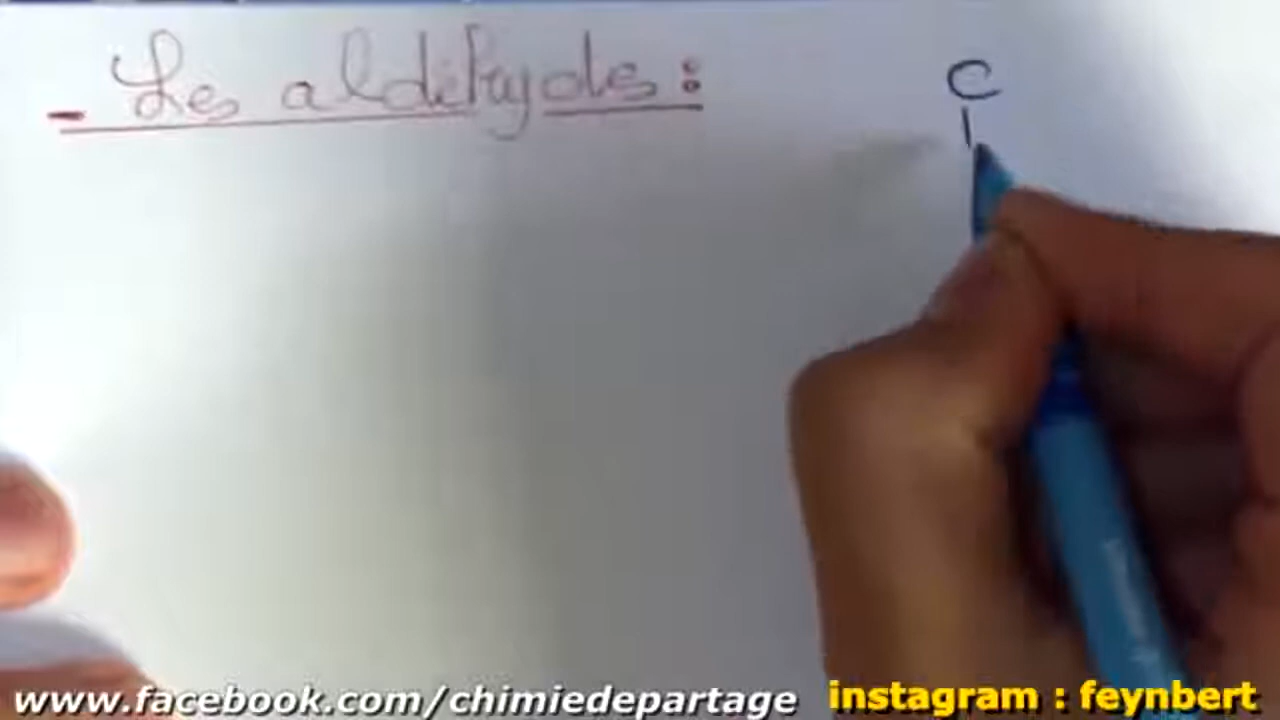 - Les aldéhydes :
C
www.facebook.com/chimiedepartage
instagram : feynbert